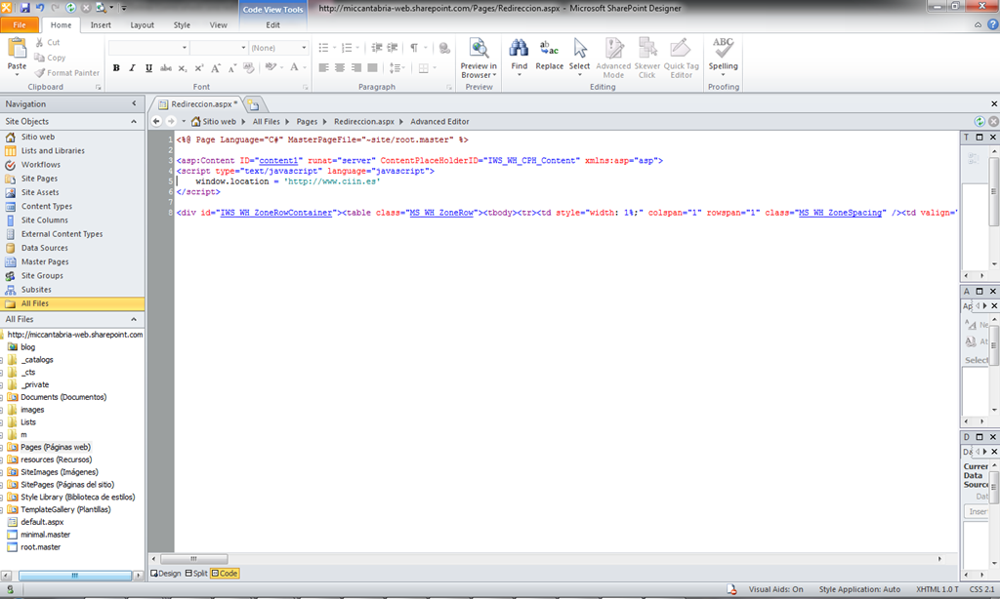 Code View Tools
http://miccantabria-web.sharepoint.com/Pages/Redireccion.aspx - Microsoft SharePoint Designer
File Home Insert Layout Style View Edit
Paste
Cut
Copy
Format Painter
Clipboard
(None)
B I U abc
Font
Paragraph
Preview in Browser
Preview
Find
Replace
Select
Advanced Mode
Skewer Click
Quick Tag Editor
Editing
ABC
Spelling
Proofing
Navigation
Site Objects
Sitio web
Lists and Libraries
Workflows
Site Pages
Site Assets
Content Types
Site Columns
External Content Types
Data Sources
Master Pages
Site Groups
Subsites
All Files
All Files
http://miccantabria-web.sharepoint.com
blog
_catalogs
_cts
_private
Documents (Documentos)
images
Lists
m
Pages (Páginas web)
resources (Recursos)
SiteImages (Imágenes)
SitePages (Páginas del sitio)
Style Library (Biblioteca de estilos)
TemplateGallery (Plantillas)
default.aspx
minimal.master
root.master
Redireccion.aspx *
Sitio web All Files Pages Redireccion.aspx Advanced Editor
1 <%@ Page Language="C#" MasterPageFile="~site/root.master" %>
2
3 <asp:Content ID="content1" runat="server" ContentPlaceHolderID="IWS_WH_CPH_Content" xmlns:asp="asp">
4 <script type="text/javascript" language="javascript">
5 window.location = 'http://www.ciin.es'
6 </script>
7
8 <div id="IWS_WH_ZoneRowContainer"><table class="MS_WH_ZoneRow"><tbody><tr><td style="width: 1%;" colspan="1" rowspan="1" class="MS_WH_ZoneSpacing" /><td valign="
T
A
Ap
Ne
At
Select
D
Da
Curren
Data
Source
Dat
Inser
Design Split Code
Visual Aids: On Style Application: Auto XHTML 1.0 T CSS 2.1